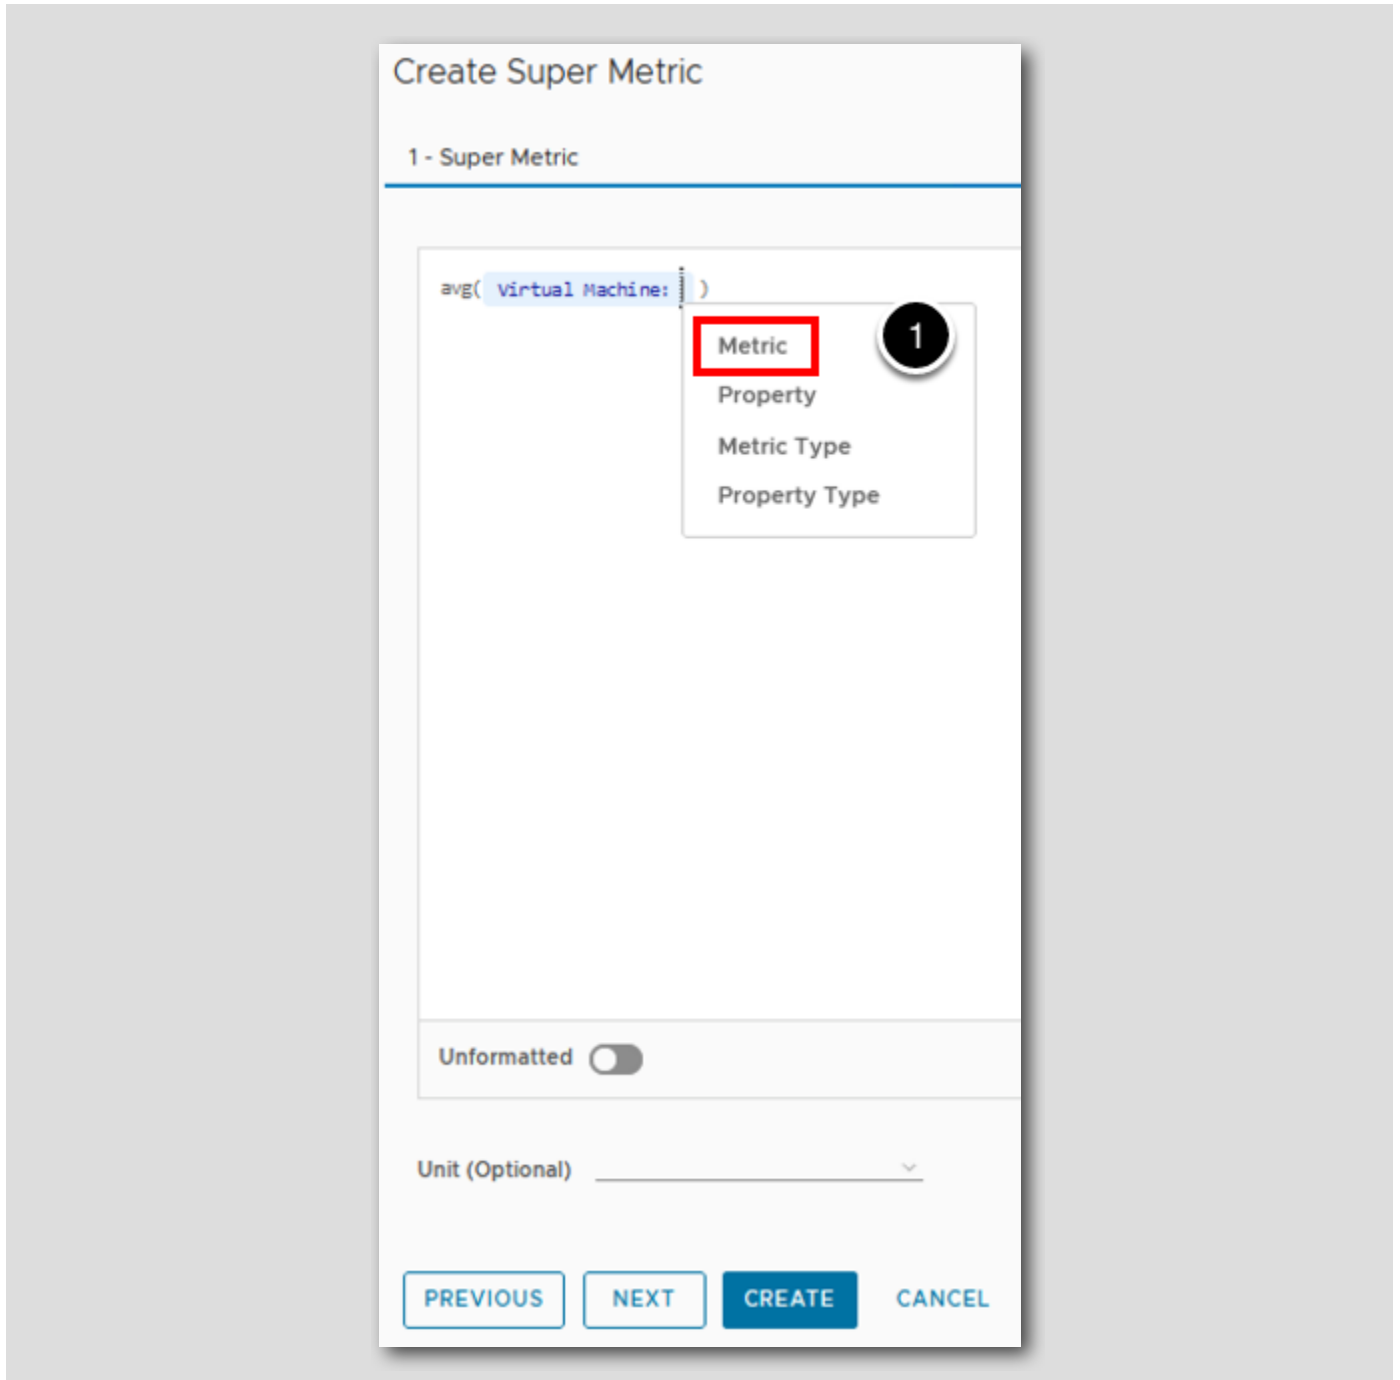 Create Super Metric
1 - Super Metric
avg( Virtual Machine: )
Metric
1
Property
Metric Type
Property Type
Unformatted
Unit (Optional)
PREVIOUS NEXT CREATE CANCEL